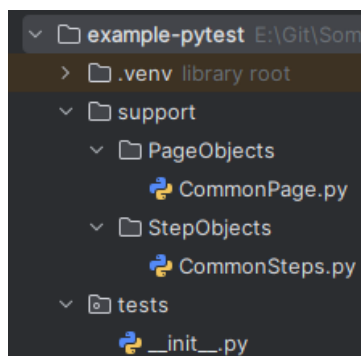 example-pytest E:\Git\Som
.venv library root
support
PageObjects
CommonPage.py
StepObjects
CommonSteps.py
tests
__init__.py